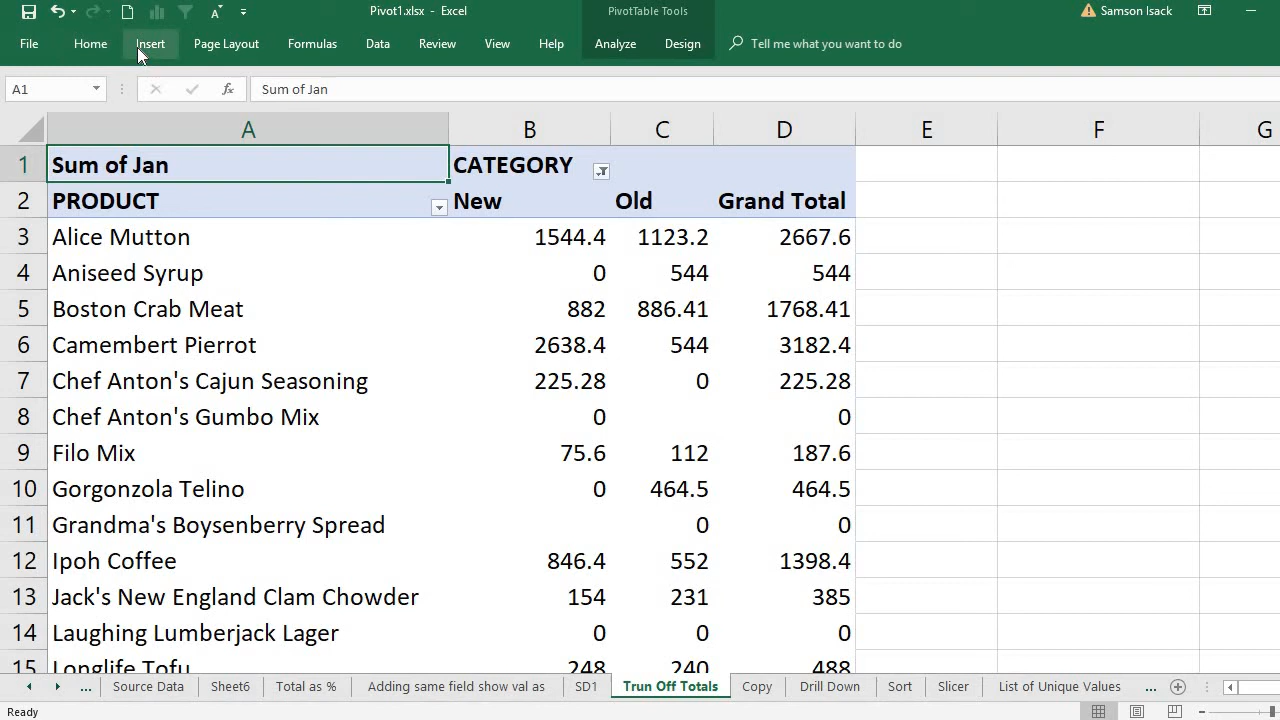 Pivot1.xlsx - Excel
PivotTable Tools
Samson Isack
File Home Insert Page Layout Formulas Data Review View Help Analyze Design Tell me what you want to do
A1 fx Sum of Jan
A B C D E F G
1 Sum of Jan CATEGORY
2 PRODUCT New Old Grand Total
3 Alice Mutton 1544.4 1123.2 2667.6
4 Aniseed Syrup 0 544 544
5 Boston Crab Meat 882 886.41 1768.41
6 Camembert Pierrot 2638.4 544 3182.4
7 Chef Anton's Cajun Seasoning 225.28 0 225.28
8 Chef Anton's Gumbo Mix 0 0
9 Filo Mix 75.6 112 187.6
10 Gorgonzola Telino 0 464.5 464.5
11 Grandma's Boysenberry Spread 0 0
12 Ipoh Coffee 846.4 552 1398.4
13 Jack's New England Clam Chowder 154 231 385
14 Laughing Lumberjack Lager 0 0 0
15 Longlife Tofu 248 240 488
... Source Data Sheet6 Total as % Adding same field show val as SD1 Trun Off Totals Copy Drill Down Sort Slicer List of Unique Values ...
Ready